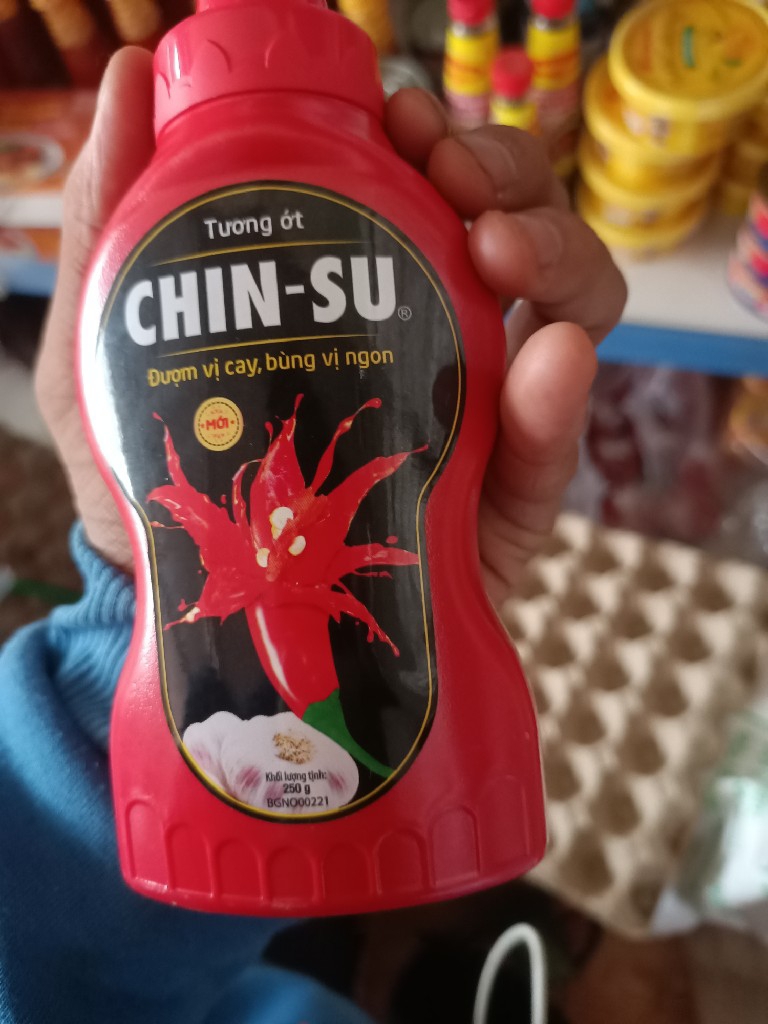 Tương ớt
CHIN-SU®
Đượm vị cay, bùng vị ngon
MỚI
Khối lượng tịnh:
250 g
BGNO00221